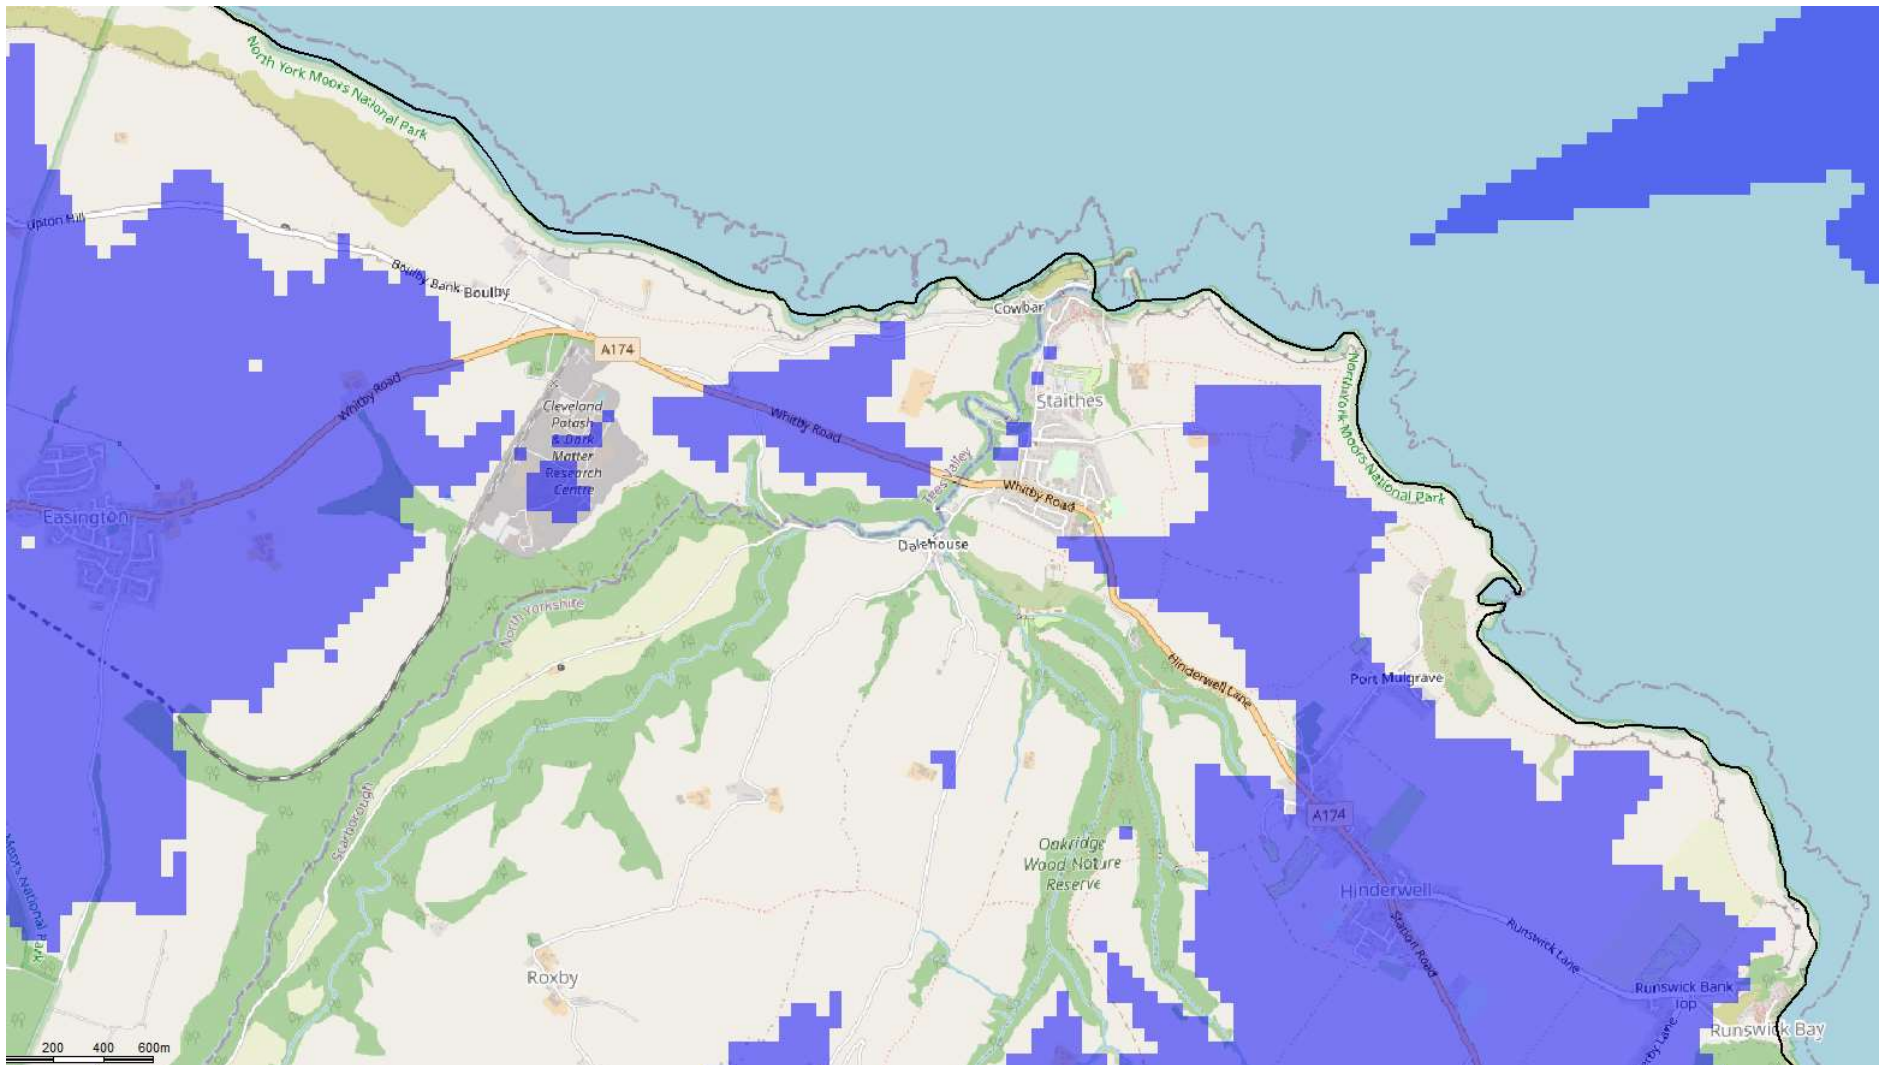 North York Moors National Park
Upton Hill
Boulby Bank
Boulby
Cowbar
A174
Whitby Road
Cleveland
Potash
& Dark
Matter
Research
Centre
Whitby Road
Staithes
North York Moors National Park
Easington
Whitby Road
Dalehouse
North Yorkshire
Hinderwell Lane
Port Mulgrave
Scarborough
A174
Oakridge
Wood Nature
Reserve
Hinderwell
Moors National Park
Station Road
Runswick Lane
Roxby
Runswick Bank
Top
Runswick Bay
200 400 600m